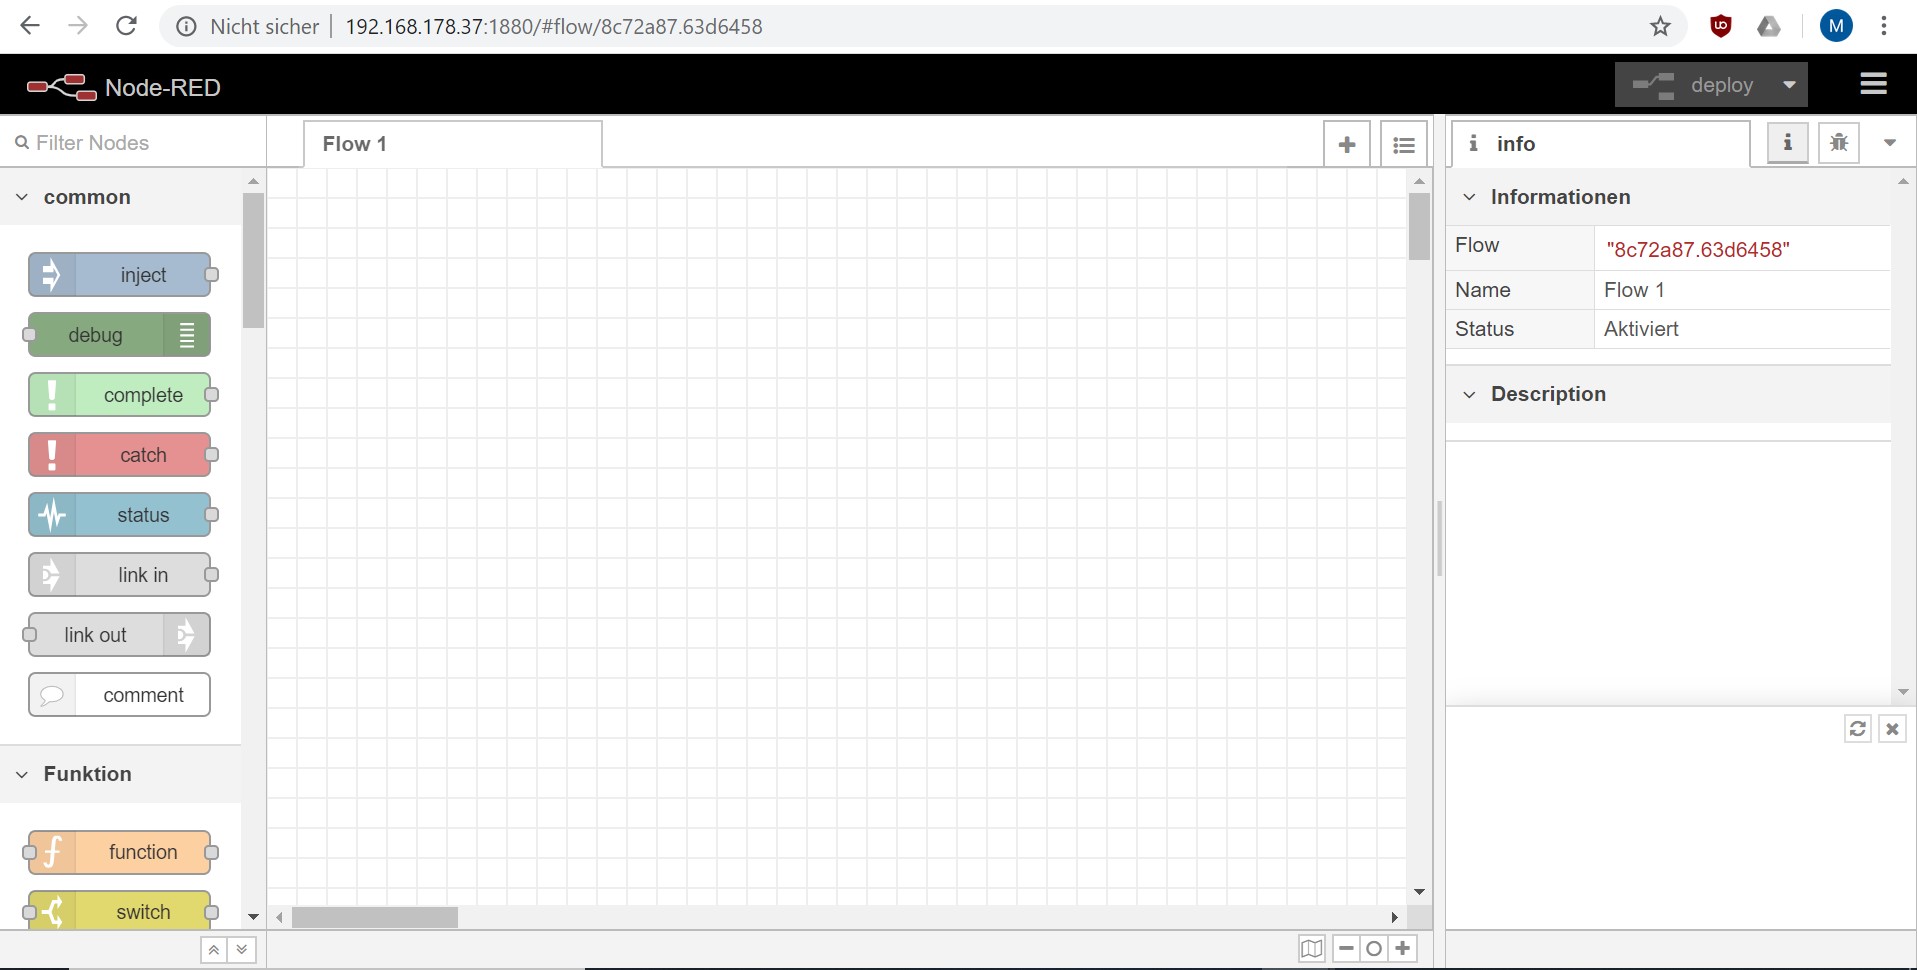 Nicht sicher 192.168.178.37:1880/#flow/8c72a87.63d6458
M
Node-RED
deploy
Filter Nodes
Flow 1
i info
i
common
inject
debug
complete
catch
status
link in
link out
comment
Funktion
function
switch
Informationen
Flow "8c72a87.63d6458"
Name Flow 1
Status Aktiviert
Description